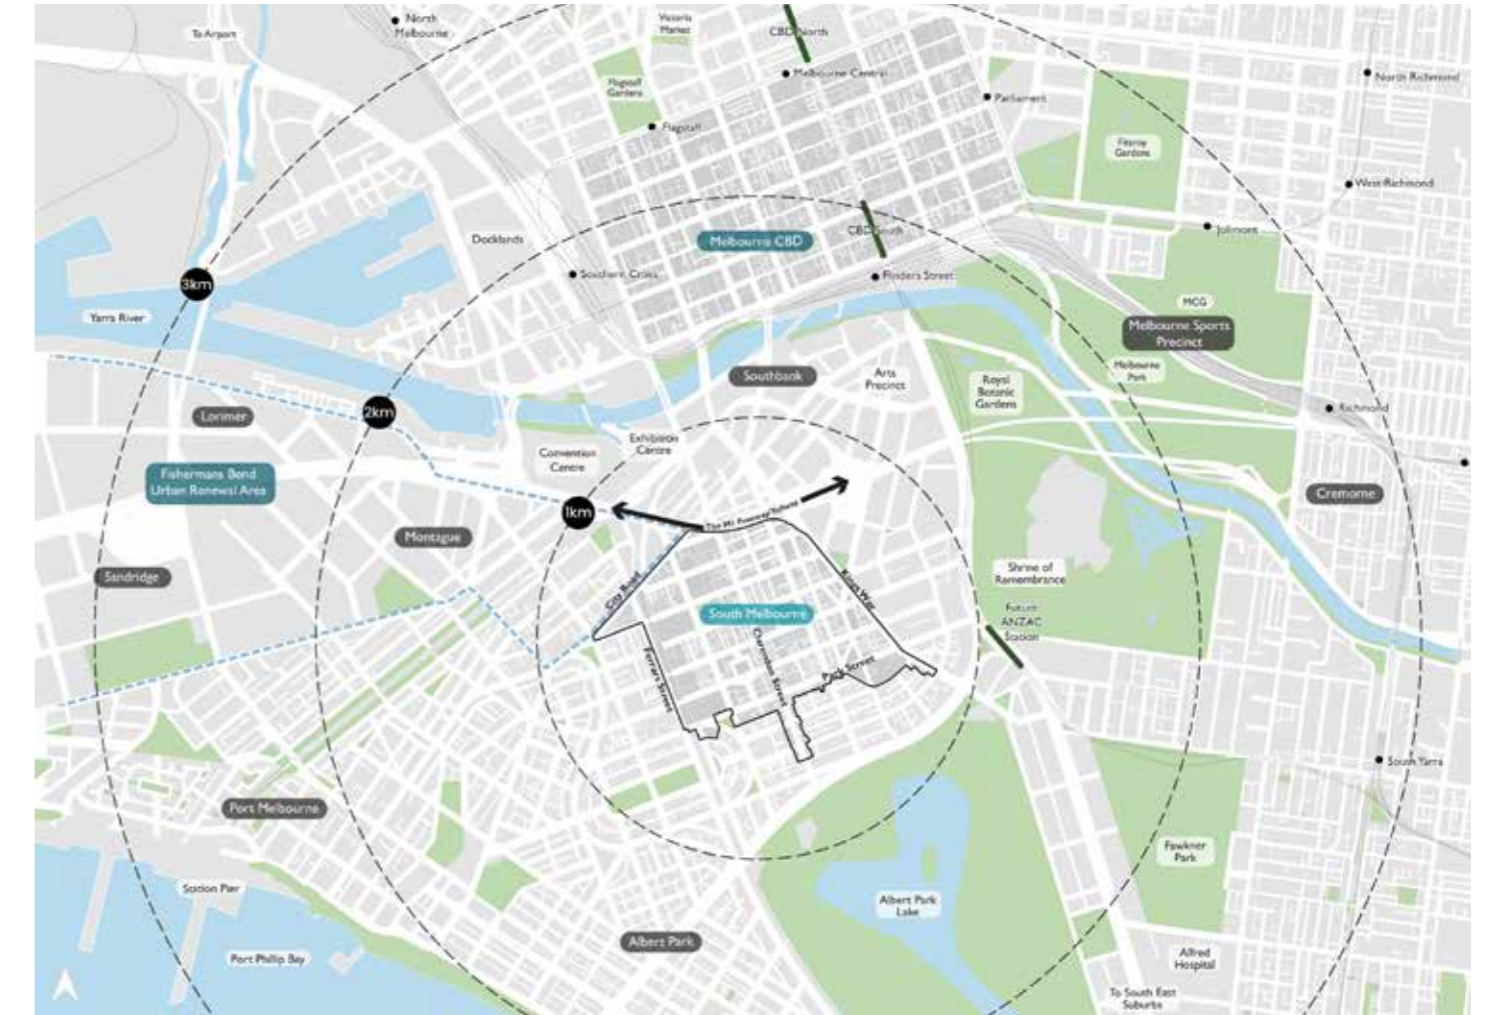 North
Melbourne
To Airport
Victoria
Market
CBD North
Melbourne Central
North Richmond
Flagstaff
Gardens
Parliament
Flagstaff
Fitzroy
Gardens
West Richmond
CBD South
Jolimont
Melbourne CBD
Docklands
Southern Cross
Flinders Street
3km
MCG
Yarra River
Melbourne Sports
Precinct
Melbourne
Park
Southbank
Arts
Precinct
Royal
Botanic
Gardens
Richmond
2km
Lorimer
Exhibition
Centre
Convention
Centre
Fishermans Bend
Urban Renewal Area
Cremorne
1km
The M1 Freeway/Tollway
Montague
Sandridge
Shrine of
Remembrance
City Road
Kings Way
South Melbourne
Future
ANZAC
Station
Clarendon Street
Park Street
Ferrars Street
South Yarra
Port Melbourne
Fawkner
Park
Station Pier
Albert Park
Lake
Albert Park
Port Phillip Bay
Alfred
Hospital
To South East
Suburbs